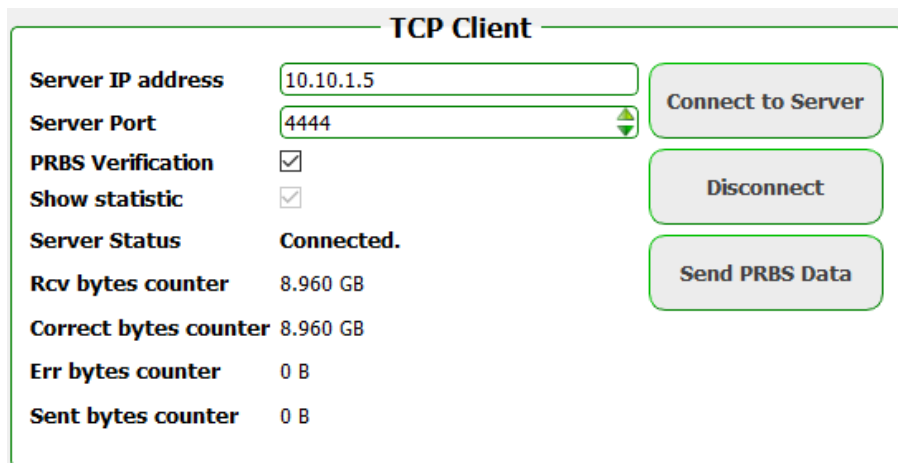 TCP Client
Server IP address 10.10.1.5
Connect to Server
Server Port 4444
PRBS Verification
Disconnect
Show statistic
Server Status Connected.
Send PRBS Data
Rcv bytes counter 8.960 GB
Correct bytes counter 8.960 GB
Err bytes counter 0 B
Sent bytes counter 0 B